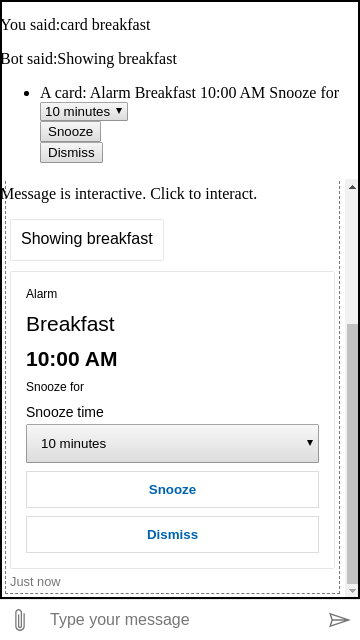 You said:card breakfast
Bot said:Showing breakfast
A card: Alarm Breakfast 10:00 AM Snooze for
10 minutes
Snooze
Dismiss
Message is interactive. Click to interact.
Showing breakfast
Alarm
Breakfast
10:00 AM
Snooze for
Snooze time
10 minutes
Snooze
Dismiss
Just now
Type your message